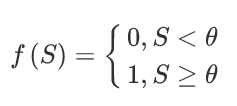 f (S) = { 0, S < θ
1, S ≥ θ